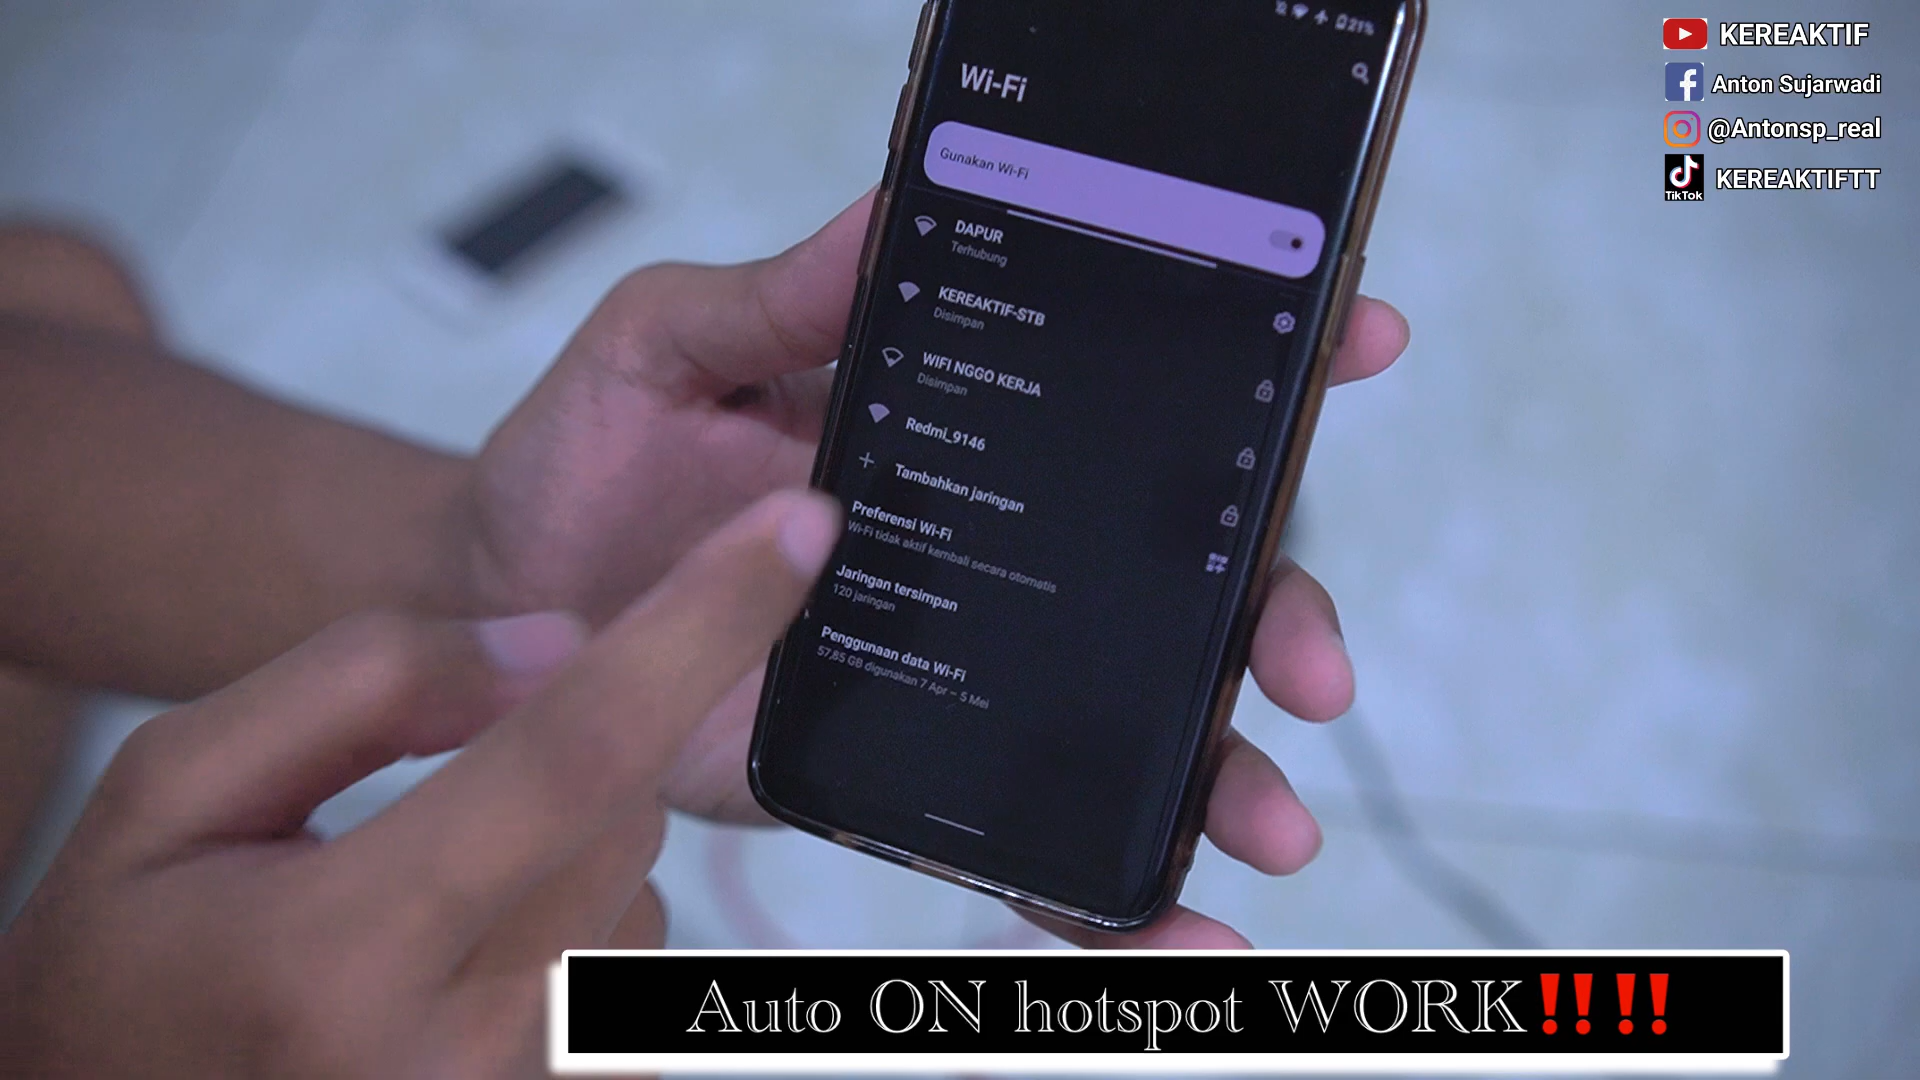 21%
KEREAKTIF
Anton Sujarwadi
@Antonsp_real
TikTok
KEREAKTIFTT
Wi-Fi
Gunakan Wi-Fi
DAPUR
Terhubung
KEREAKTIF-STB
Disimpan
WIFI NGGO KERJA
Disimpan
Redmi_9146
Tambahkan jaringan
Preferensi Wi-Fi
Wi-Fi tidak aktif kembali secara otomatis
Jaringan tersimpan
120 jaringan
Penggunaan data Wi-Fi
57,85 GB digunakan 7 Apr – 5 Mei
Auto ON hotspot WORK‼️‼️